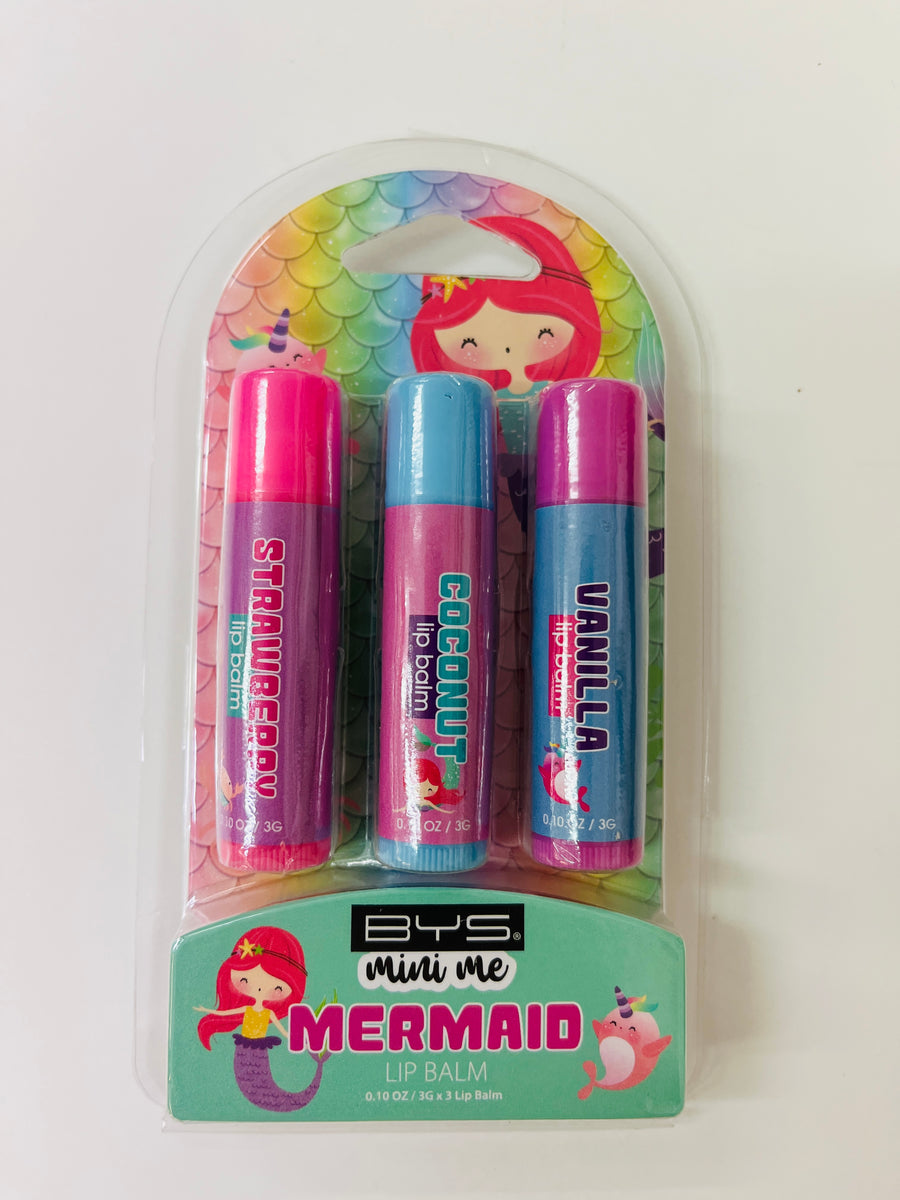 STRAWBERRY
lip balm
.10 OZ / 3G
COCONUT
lip balm
0. OZ / 3G
VANILLA
lip balm
0.10 OZ / 3G
BYS®
mini me
MERMAID
LIP BALM
0.10 OZ / 3G x 3 Lip Balm